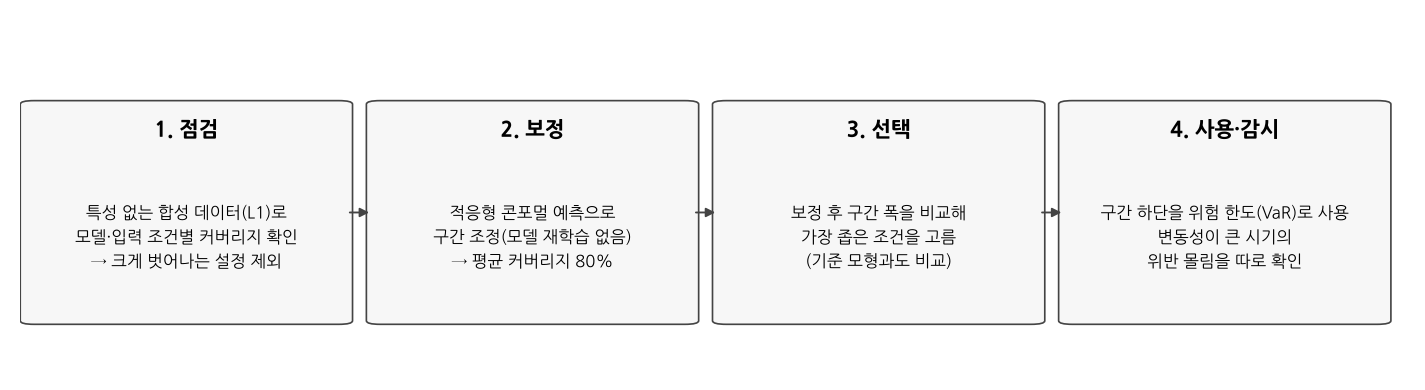 1. 점검
특성 없는 합성 데이터(L1)로
모델·입력 조건별 커버리지 확인
→ 크게 벗어나는 설정 제외
2. 보정
적응형 콘포멀 예측으로
구간 조정(모델 재학습 없음)
→ 평균 커버리지 80%
3. 선택
보정 후 구간 폭을 비교해
가장 좁은 조건을 고름
(기준 모형과도 비교)
4. 사용·감시
구간 하단을 위험 한도(VaR)로 사용
변동성이 큰 시기의
위반 몰림을 따로 확인